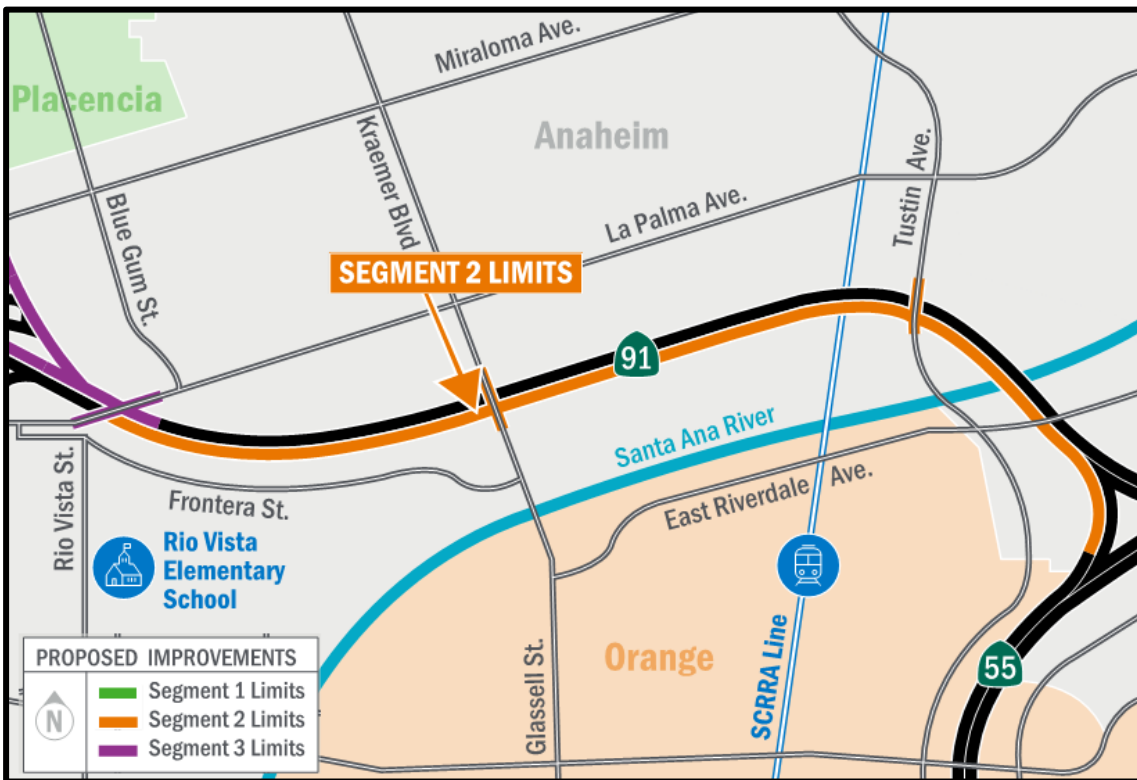 Miraloma Ave.
Placencia
Anaheim
Kraemer Blvd
Tustin Ave.
Blue Gum St.
La Palma Ave.
SEGMENT 2 LIMITS
91
Santa Ana River
Rio Vista St.
Frontera St.
East Riverdale Ave.
Rio Vista
Elementary
School
Glassell St.
SCRRA Line
Orange
55
PROPOSED IMPROVEMENTS
N
Segment 1 Limits
Segment 2 Limits
Segment 3 Limits